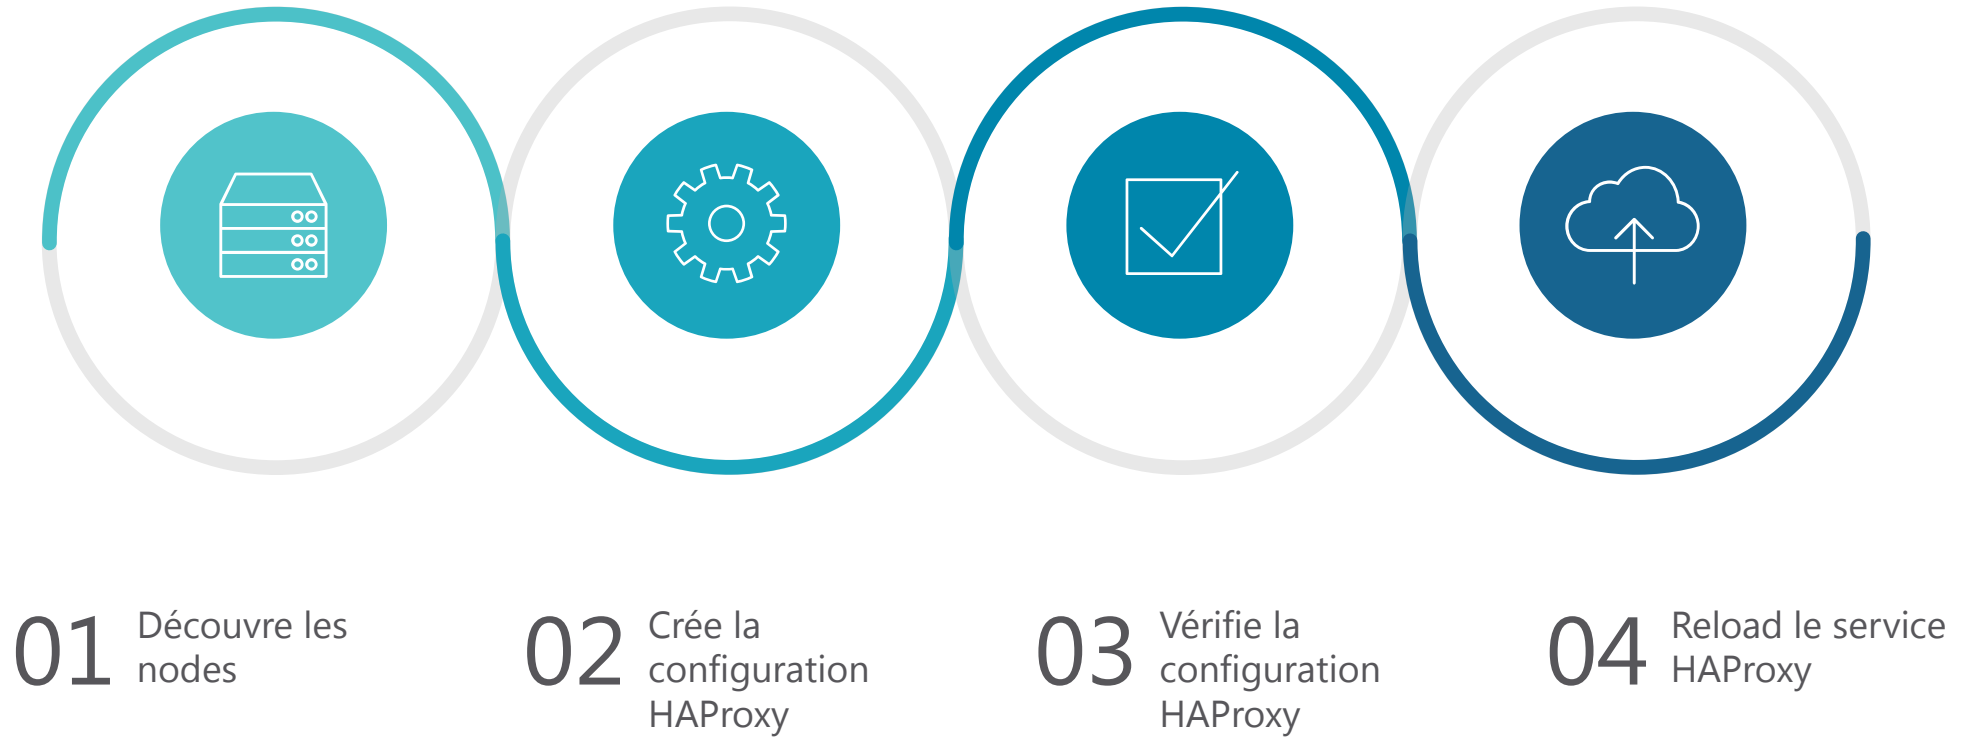 01
Découvre les
nodes
02
Crée la
configuration
HAProxy
03
Vérifie la
configuration
HAProxy
04
Reload le service
HAProxy